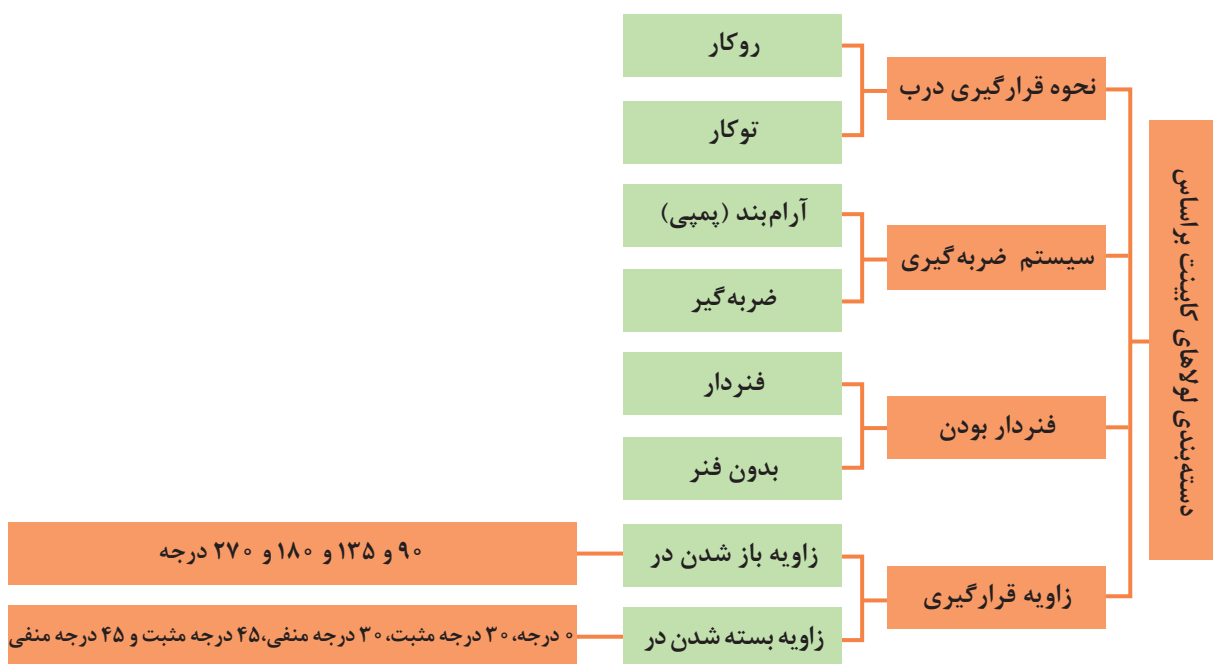 دسته‌بندی لولاهای کابینت براساس
نحوه قرارگیری درب
روکار
توکار
سیستم ضربه‌گیری
آرام‌بند (پمپی)
ضربه‌گیر
فنردار بودن
فنردار
بدون فنر
زاویه قرارگیری
زاویه باز شدن در
۹۰ و ۱۳۵ و ۱۸۰ و ۲۷۰ درجه
زاویه بسته شدن در
۰ درجه، ۳۰ درجه مثبت، ۳۰ درجه منفی،۴۵ درجه مثبت و ۴۵ درجه منفی